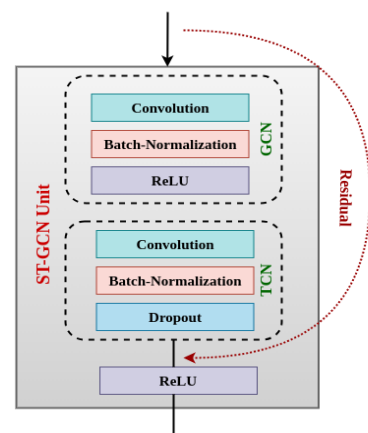 Convolution
Batch-Normalization
ReLU
GCN
ST-GCN Unit
Residual
Convolution
Batch-Normalization
Dropout
TCN
ReLU